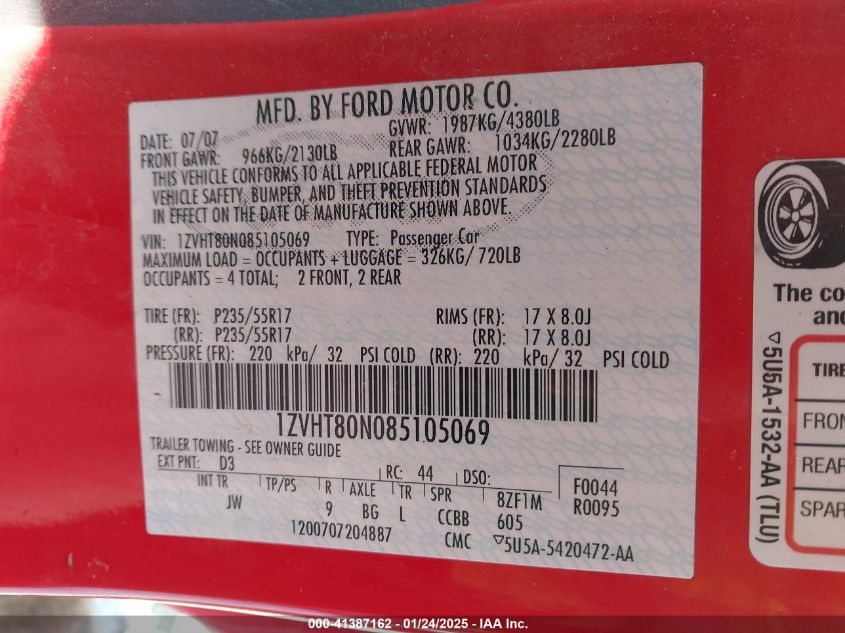 MFD. BY FORD MOTOR CO.
DATE: 07/07 GVWR: 1987KG/4380LB
FRONT GAWR: 966KG/2130LB REAR GAWR: 1034KG/2280LB
THIS VEHICLE CONFORMS TO ALL APPLICABLE FEDERAL MOTOR
VEHICLE SAFETY, BUMPER, AND THEFT PREVENTION STANDARDS
IN EFFECT ON THE DATE OF MANUFACTURE SHOWN ABOVE.
VIN: 1ZVHT80N085105069 TYPE: Passenger Car
MAXIMUM LOAD = OCCUPANTS + LUGGAGE = 326KG/ 720LB
OCCUPANTS = 4 TOTAL; 2 FRONT, 2 REAR
TIRE (FR): P235/55R17 RIMS (FR): 17 X 8.0J
(RR): P235/55R17 (RR): 17 X 8.0J
PRESSURE (FR): 220 kPa/ 32 PSI COLD (RR): 220 kPa/ 32 PSI COLD
1ZVHT80N085105069
TRAILER TOWING - SEE OWNER GUIDE
EXT PNT: D3 RC: 44 DSO: F0044
INT TR TP/PS R AXLE TR SPR 8ZF1M R0095
JW 9 BG L CCBB 605
1200707204887 CMC ▽5U5A-5420472-AA
The co
and
▽5U5A-1532-AA (TLU)
TIRE
FRON
REAR
SPAR
000-41387162 — 01/24/2025 — IAA Inc.